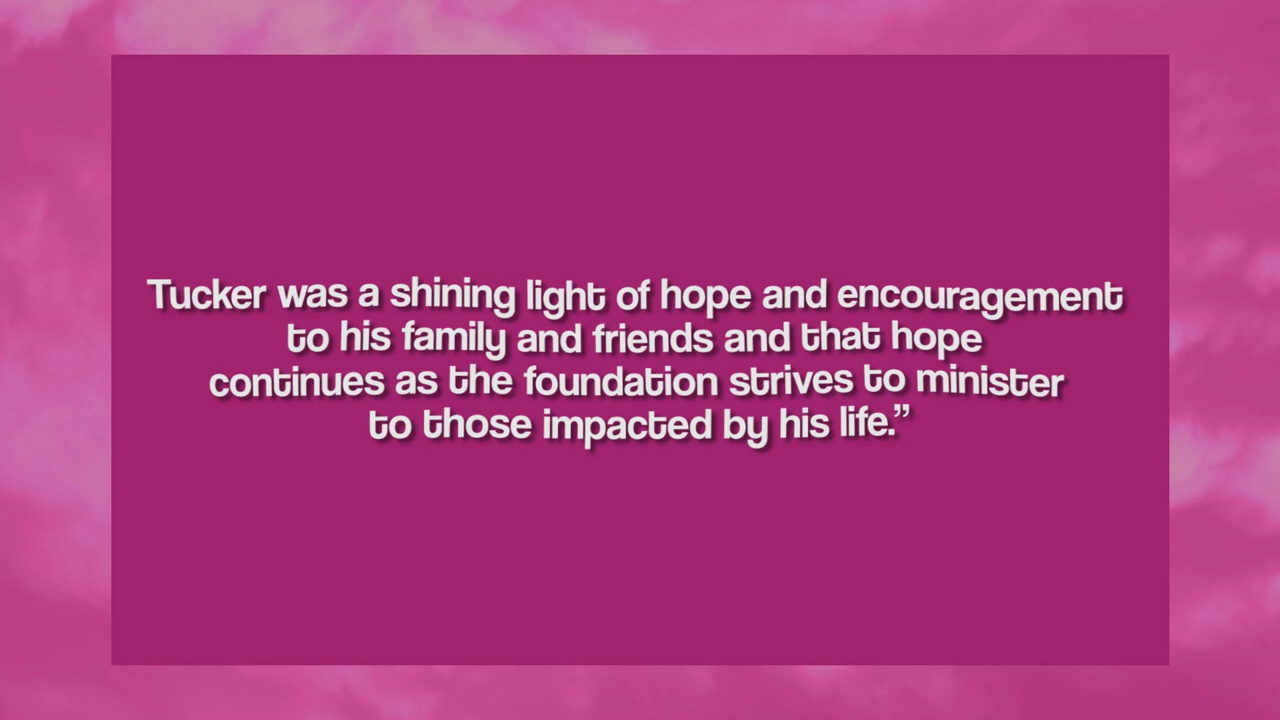 Tucker was a shining light of hope and encouragement
to his family and friends and that hope
continues as the foundation strives to minister
to those impacted by his life.”